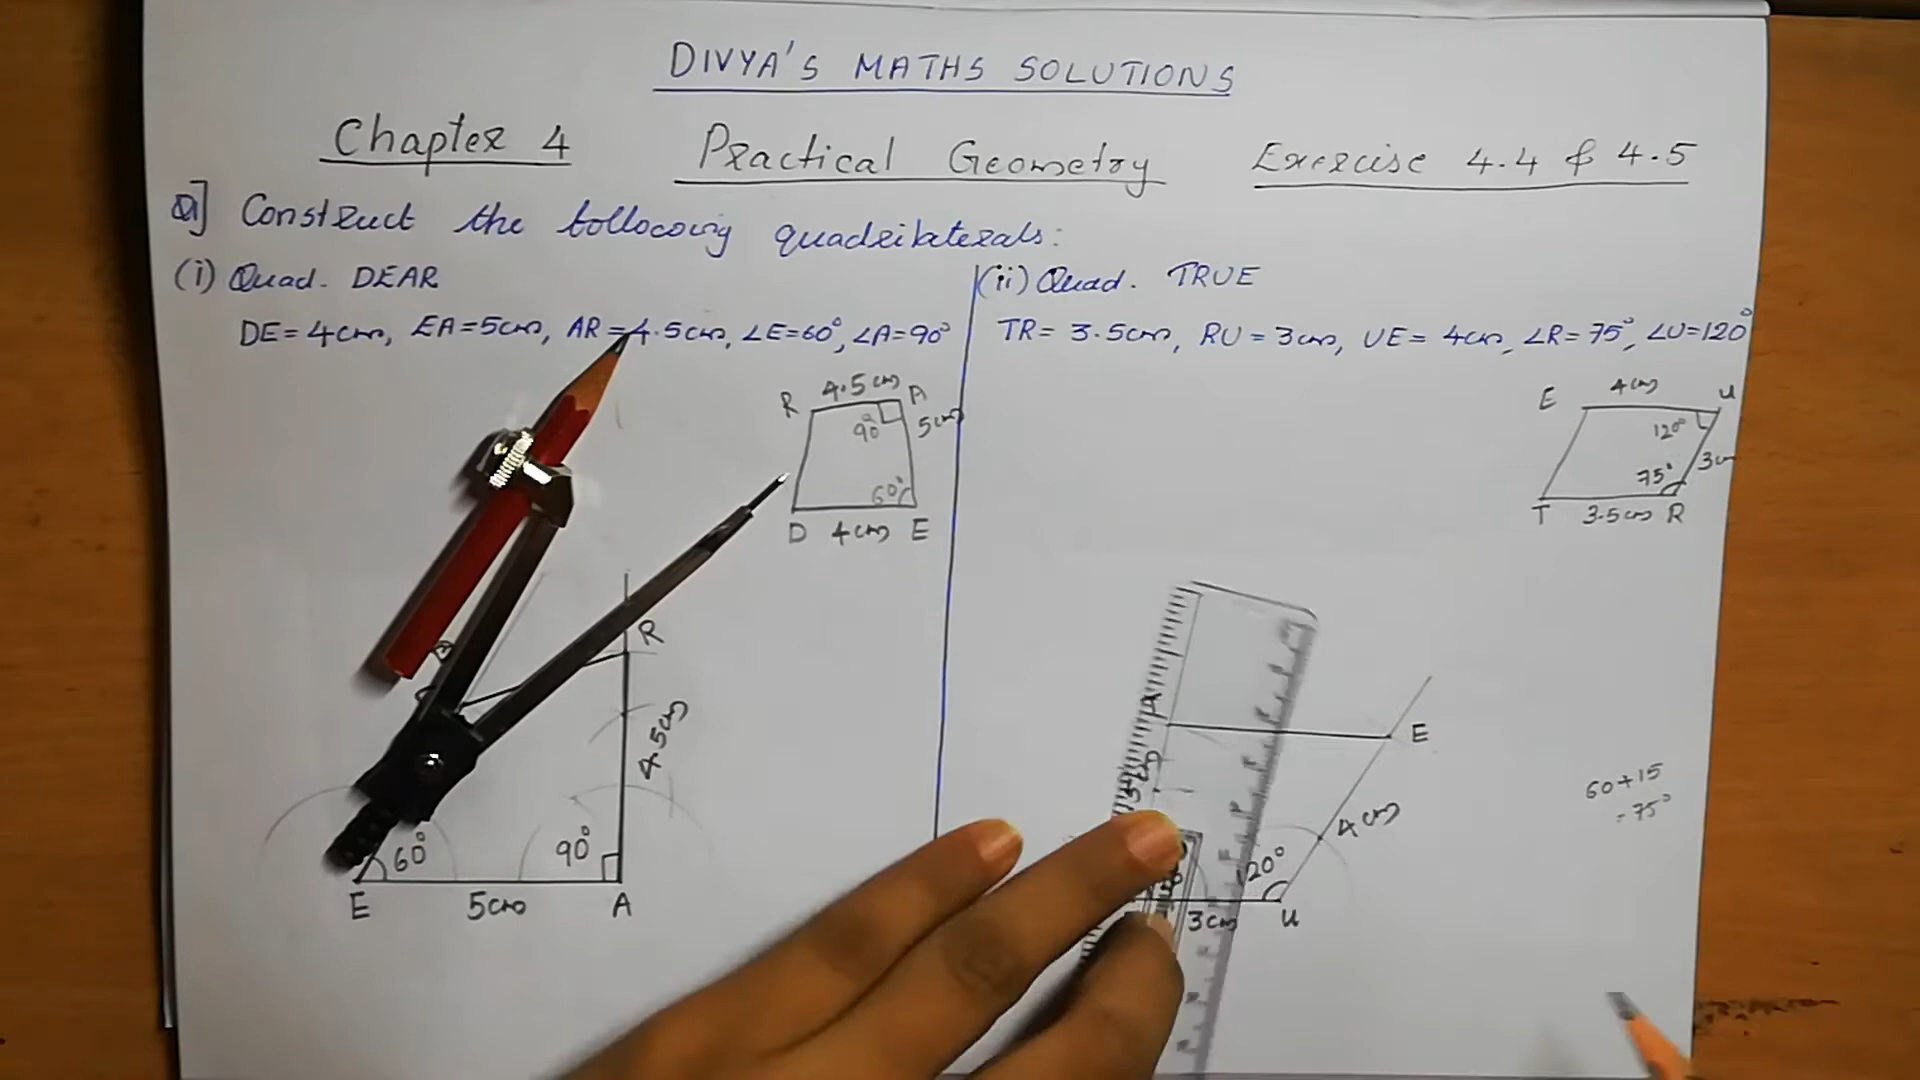 DIVYA'S MATHS SOLUTIONS
Chapter 4 Practical Geometry Exercise 4.4 & 4.5
Q1] Construct the following quadrilaterals:
(i) Quad. DEAR
DE = 4cm, EA = 5cm, AR = 4.5cm, ∠E = 60°, ∠A = 90°
R 4.5cm A
90° 5cm
60°
D 4cm E
R
4.5cm
60° 90°
E 5cm A
(ii) Quad. TRUE
TR = 3.5cm, RU = 3cm, UE = 4cm, ∠R = 75°, ∠U = 120°
E 4cm U
120°
75° 3cm
T 3.5cm R
E
60+15
= 75°
4cm
120°
3cm U